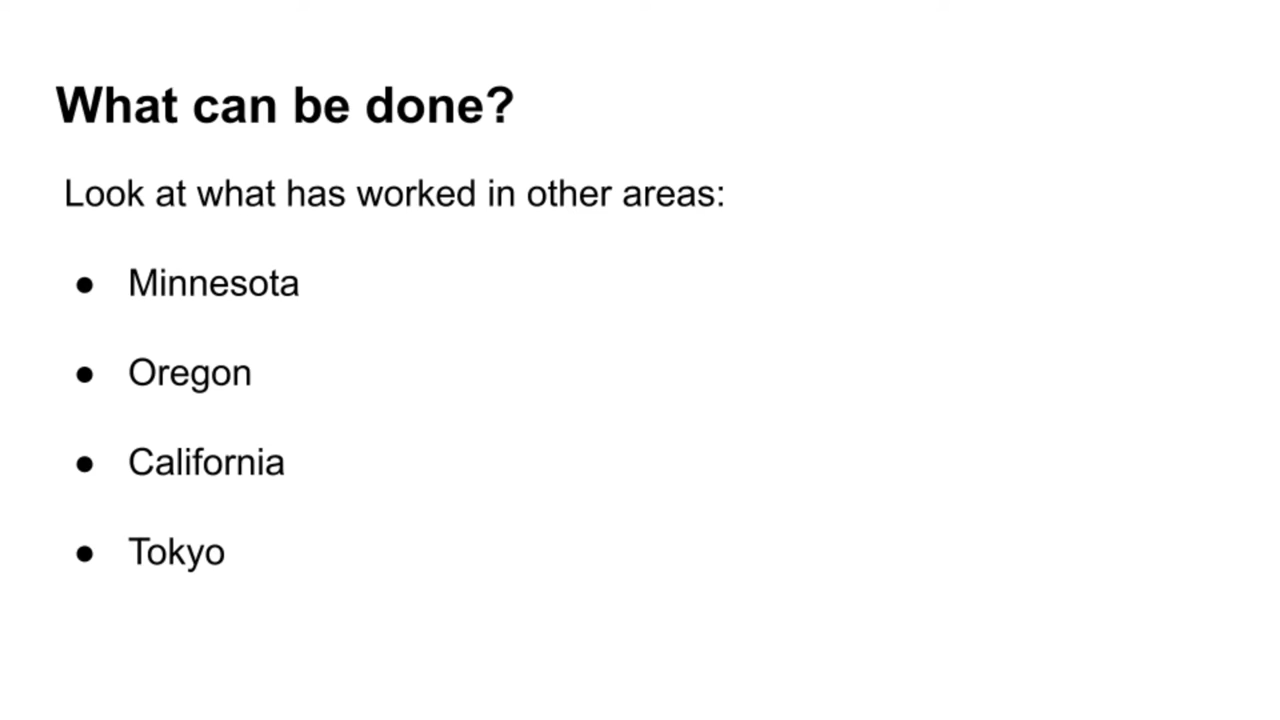 What can be done?
Look at what has worked in other areas:
● Minnesota
● Oregon
● California
● Tokyo